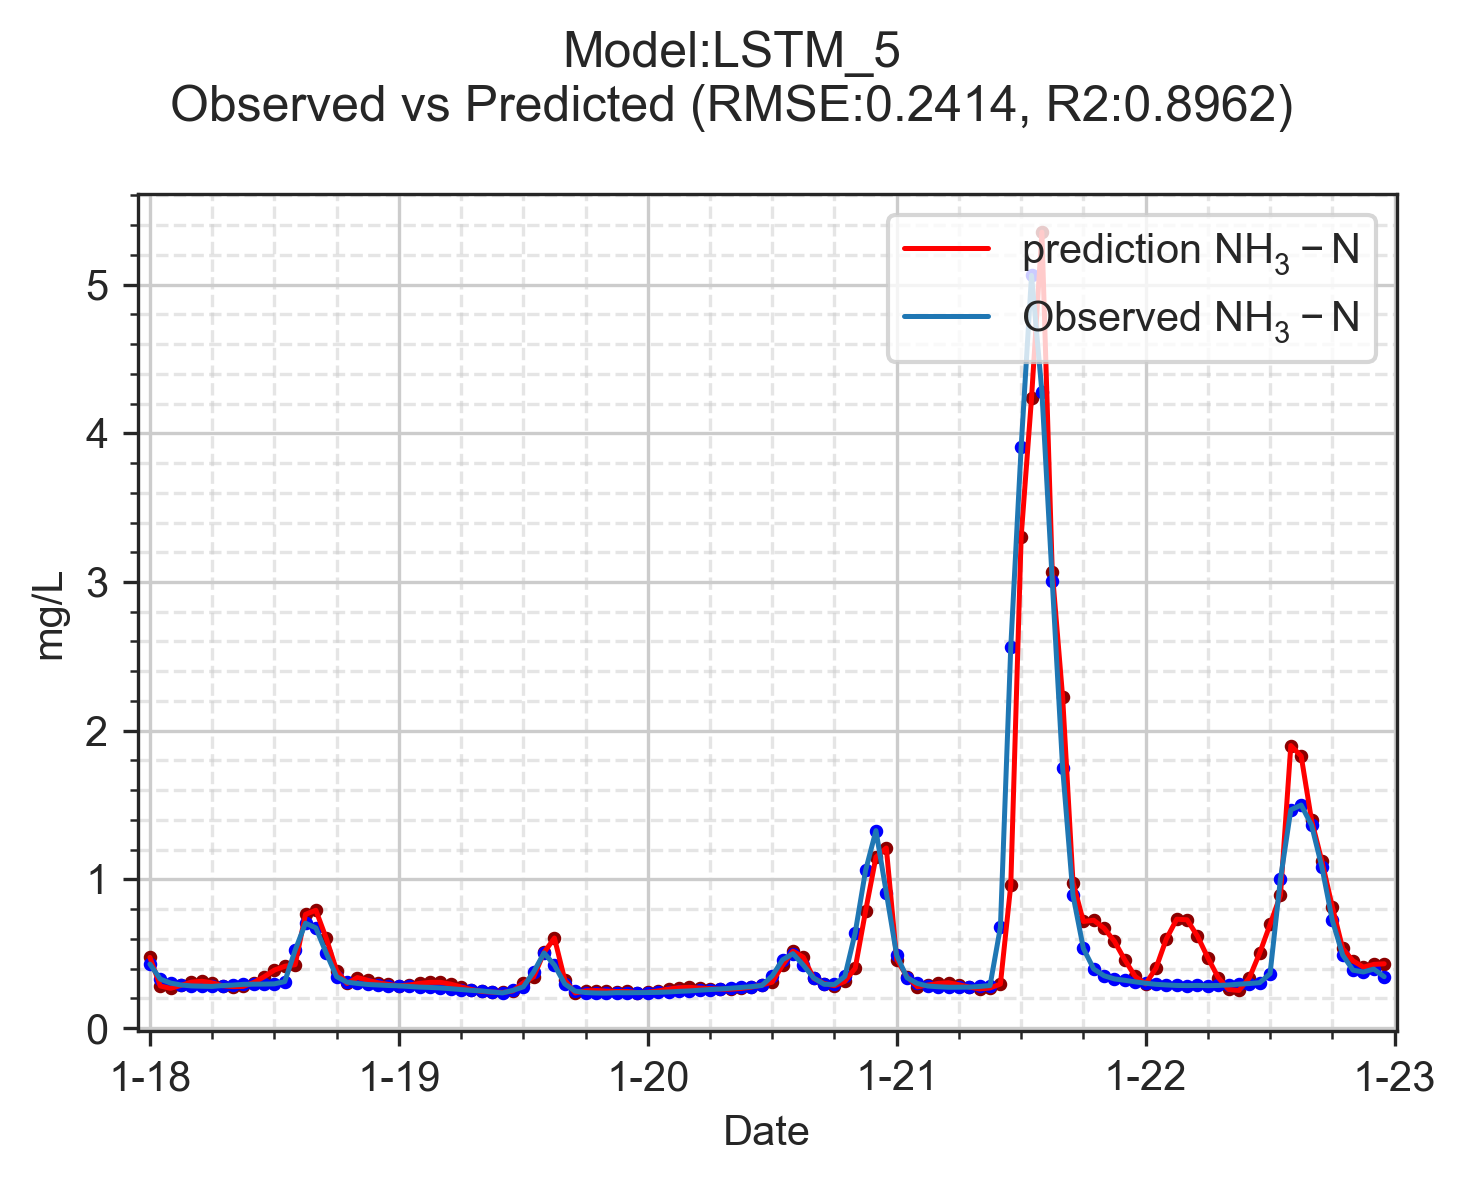 Model:LSTM_5
Observed vs Predicted (RMSE:0.2414, R2:0.8962)
prediction NH₃ − N
Observed NH₃ − N
5
4
3
2
1
0
mg/L
1-18 1-19 1-20 1-21 1-22 1-23
Date